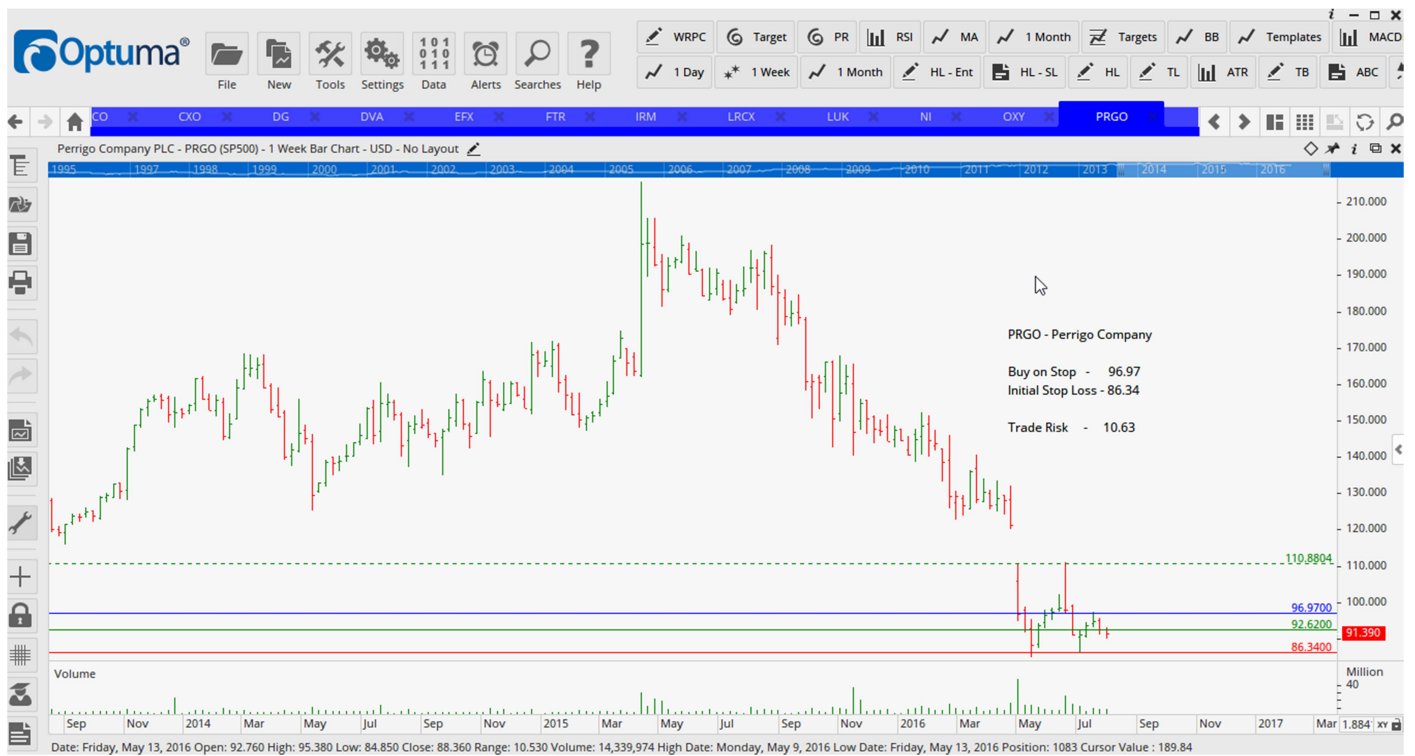 Optuma®
File
New
Tools
Settings
Data
Alerts
Searches
Help
WRPC Target PR RSI MA 1 Month Targets BB Templates MACD
1 Day 1 Week 1 Month HL - Ent HL - SL HL TL ATR TB ABC
CO CXO DG DVA EFX FTR IRM LRCX LUK NI OXY PRGO
Perrigo Company PLC - PRGO (SP500) - 1 Week Bar Chart - USD - No Layout
1995 1997 1998 1999 2000 2001 2002 2003 2004 2005 2006 2007 2008 2009 2010 2011 2012 2013 2014 2015 2016
210.000
200.000
190.000
180.000
170.000
160.000
150.000
140.000
130.000
120.000
110.000
100.000
PRGO - Perrigo Company
Buy on Stop - 96.97
Initial Stop Loss - 86.34
Trade Risk - 10.63
110.8804
96.9700
92.6200
91.390
86.3400
Volume
Million
40
Sep Nov 2014 Mar May Jul Sep Nov 2015 Mar May Jul Sep Nov 2016 Mar May Jul Sep Nov 2017 Mar 1.884 XY
Date: Friday, May 13, 2016 Open: 92.760 High: 95.380 Low: 84.850 Close: 88.360 Range: 10.530 Volume: 14,339,974 High Date: Monday, May 9, 2016 Low Date: Friday, May 13, 2016 Position: 1083 Cursor Value : 189.84